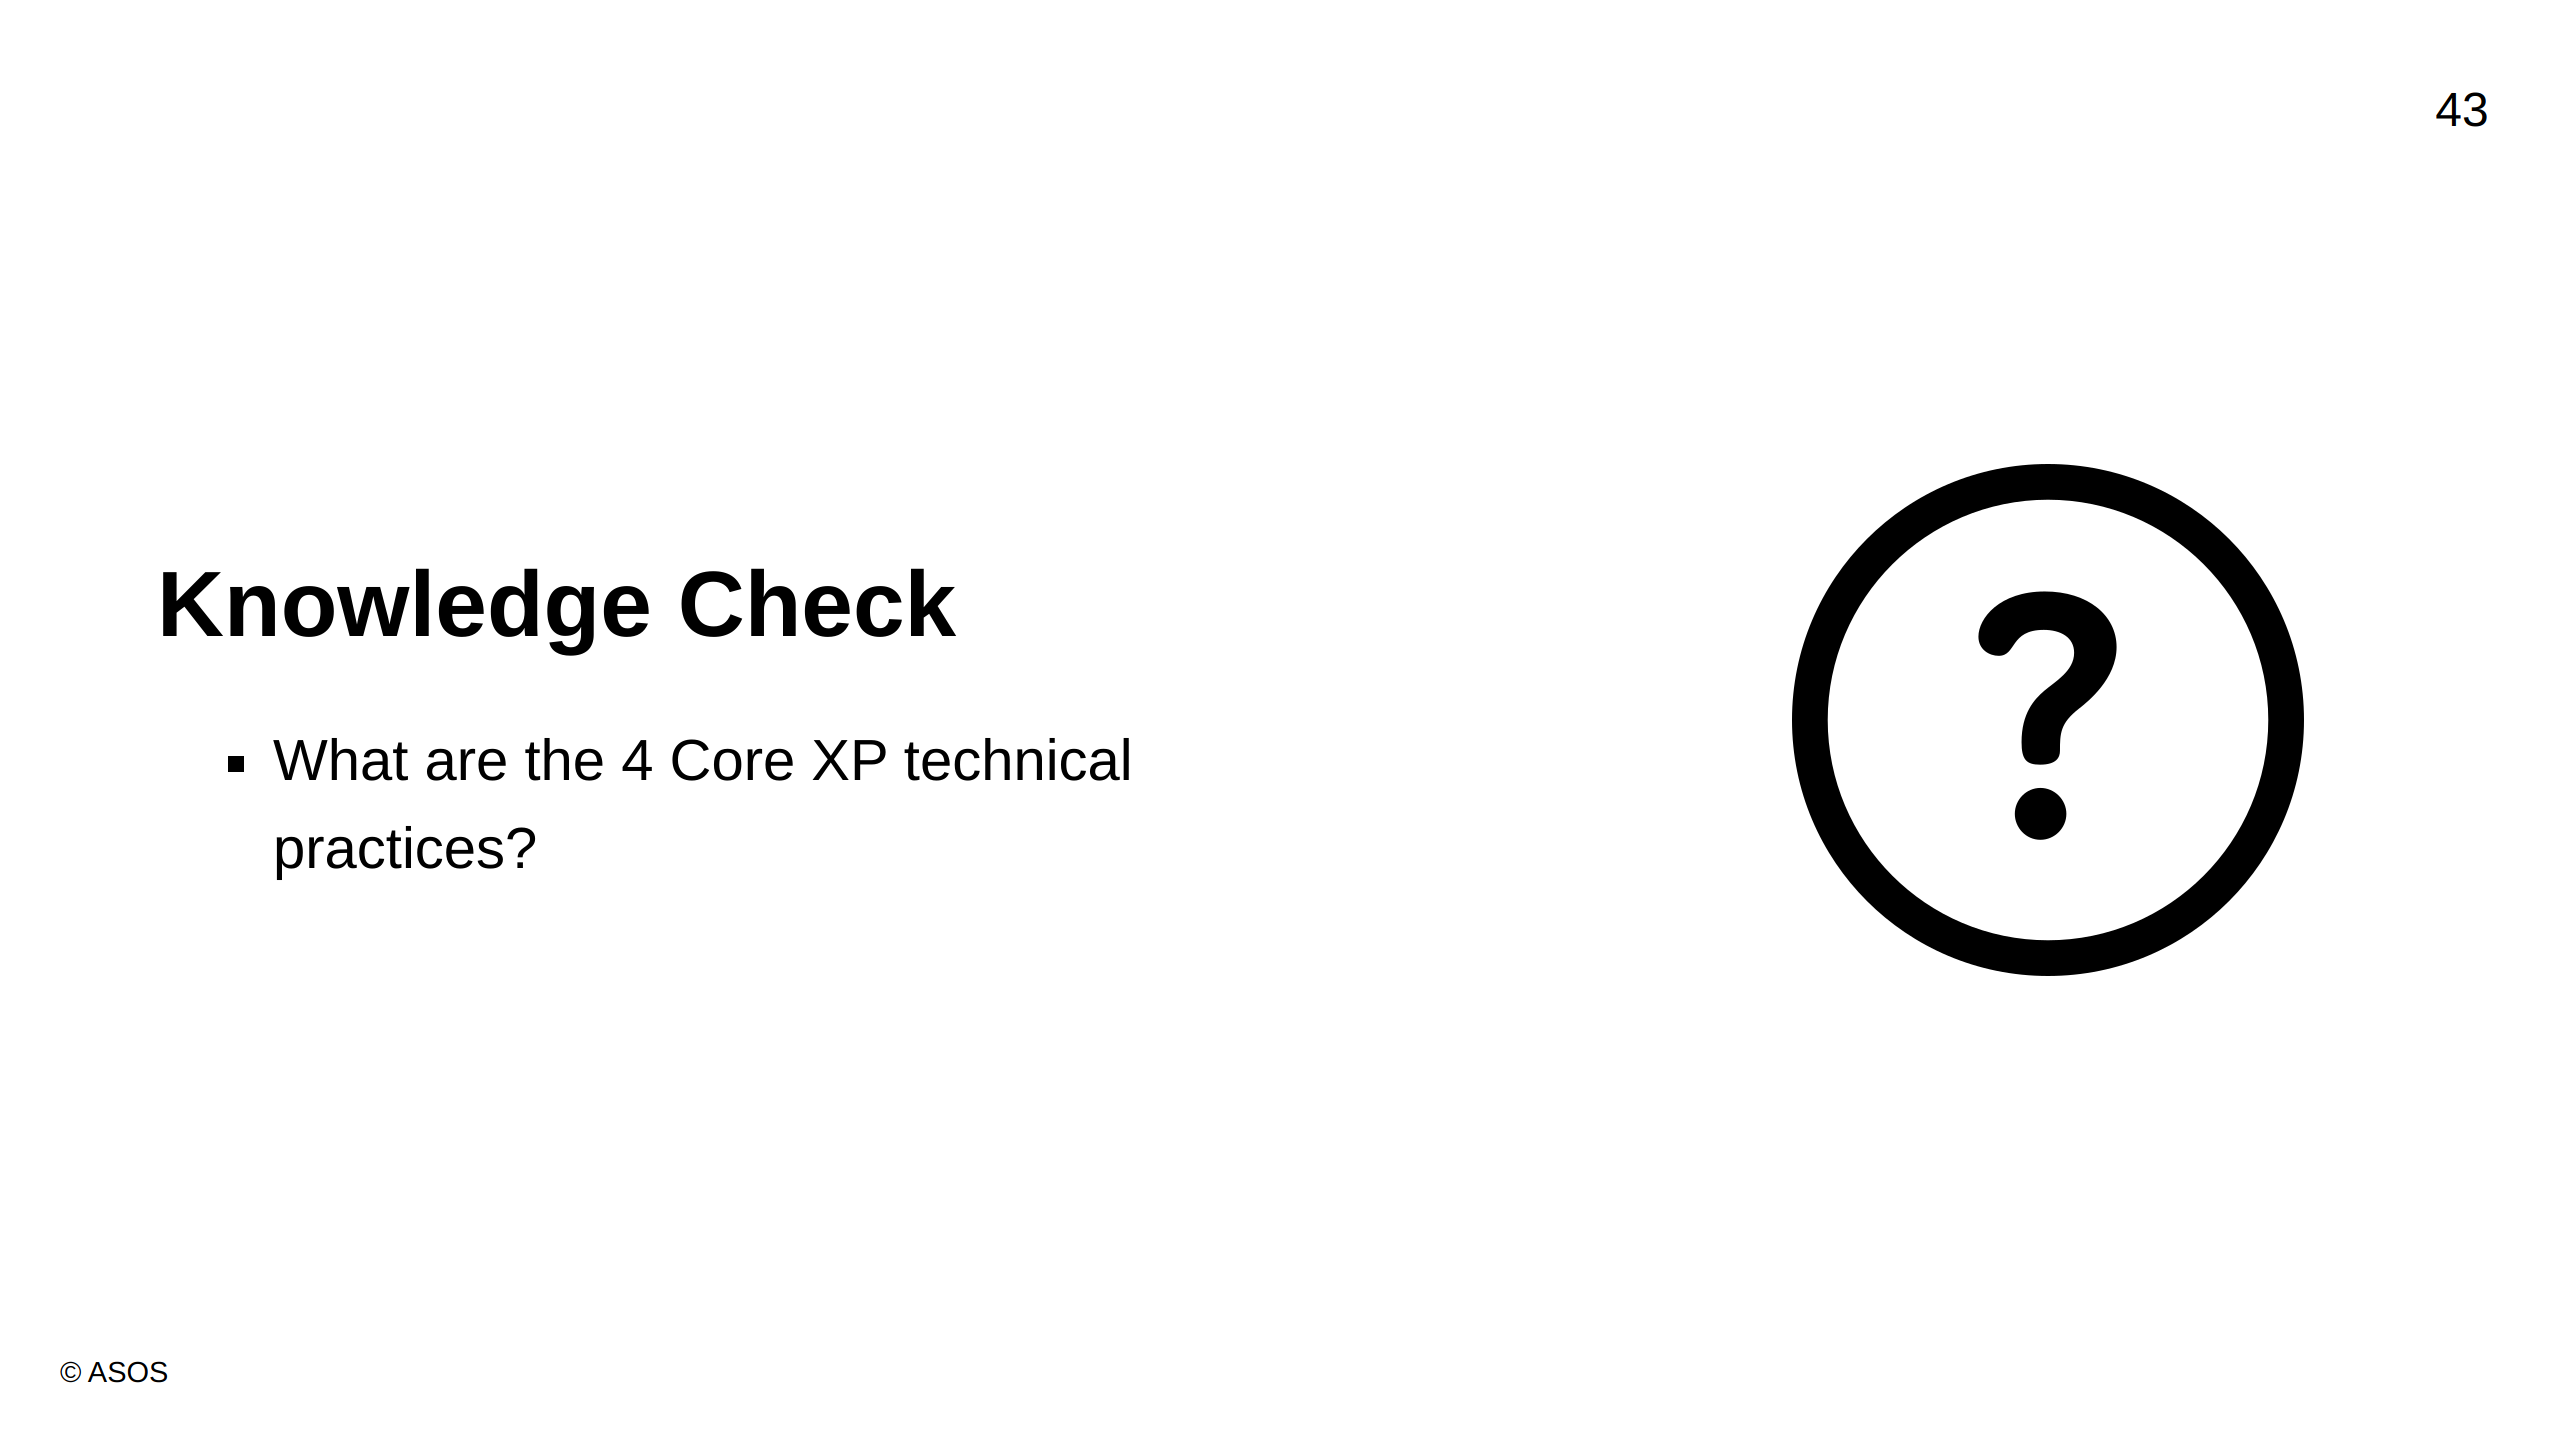 43
Knowledge Check
▪ What are the 4 Core XP technical
practices?
© ASOS